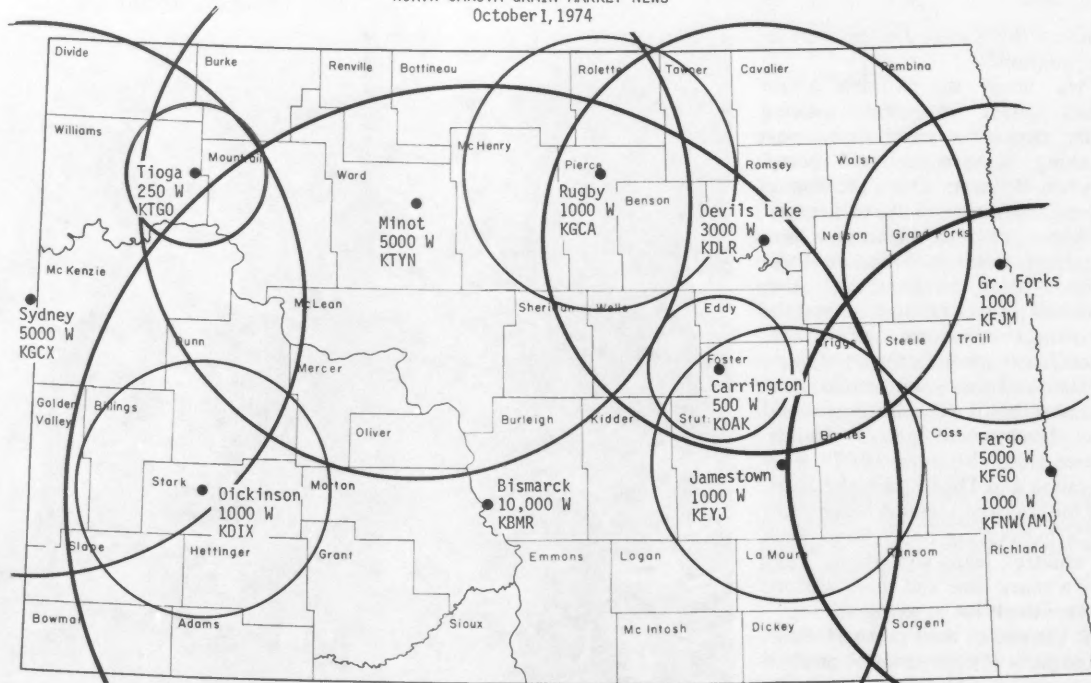 October 1, 1974
Divide
Burke
Renville
Bottineau
Rolette
Towner
Cavalier
Pembina
Williams
Mountrail
Ward
McHenry
Pierce
Benson
Ramsey
Walsh
Tioga
250 W
KTGO
Minot
5000 W
KTYN
Rugby
1000 W
KGCA
Devils Lake
3000 W
KDLR
Nelson
Grand Forks
Gr. Forks
1000 W
KFJM
McKenzie
Sydney
5000 W
KGCX
Dunn
McLean
Mercer
Sheridan
Wells
Eddy
Foster
Griggs
Steele
Traill
Carrington
500 W
KOAK
Golden
Valley
Billings
Oliver
Burleigh
Kidder
Stut
Barnes
Cass
Fargo
5000 W
KFGO
1000 W
KFNW(AM)
Stark
Dickinson
1000 W
KDIX
Morton
Bismarck
10,000 W
KBMR
Jamestown
1000 W
KEYJ
Slope
Hettinger
Grant
Emmons
Logan
La Moure
Ransom
Richland
Bowman
Adams
Sioux
Mc Intosh
Dickey
Sargent